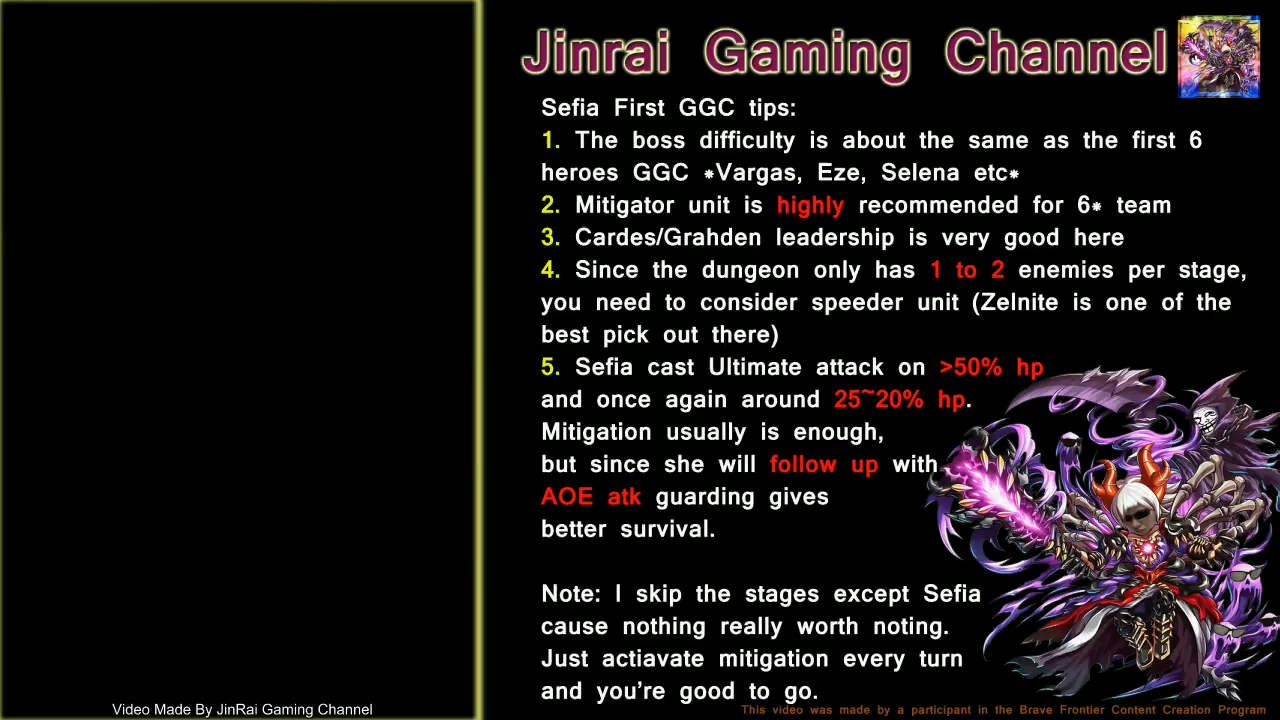 Jinrai Gaming Channel
Sefia First GGC tips:
1. The boss difficulty is about the same as the first 6
heroes GGC *Vargas, Eze, Selena etc*
2. Mitigator unit is highly recommended for 6* team
3. Cardes/Grahden leadership is very good here
4. Since the dungeon only has 1 to 2 enemies per stage,
you need to consider speeder unit (Zelnite is one of the
best pick out there)
5. Sefia cast Ultimate attack on >50% hp
and once again around 25~20% hp.
Mitigation usually is enough,
but since she will follow up with
AOE atk guarding gives
better survival.
Note: I skip the stages except Sefia
cause nothing really worth noting.
Just actiavate mitigation every turn
and you're good to go.
Video Made By JinRai Gaming Channel
This video was made by a participant in the Brave Frontier Content Creation Program